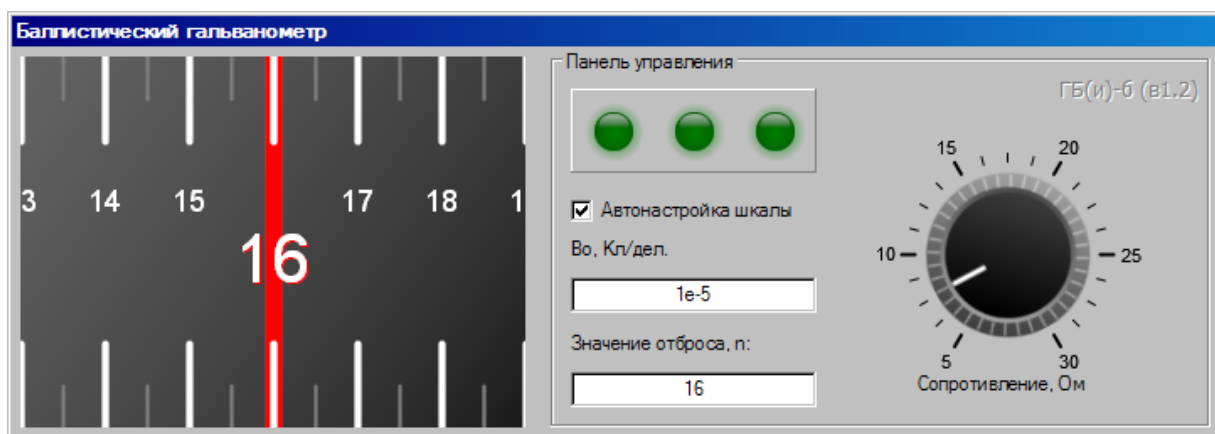 Баллистический гальванометр
3 14 15 17 18 1
16
Панель управления
ГБ(и)-б (в1.2)
Автонастройка шкалы
Bo, Кл/дел.
1e-5
Значение отброса, n:
16
15 20
10 25
5 30
Сопротивление, Ом